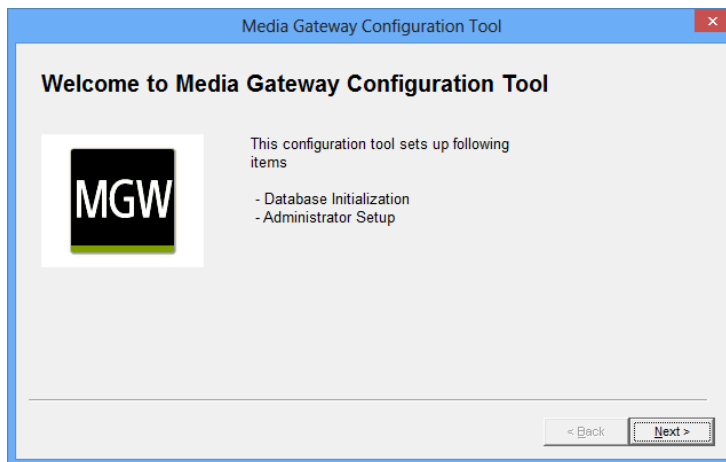 Media Gateway Configuration Tool
Welcome to Media Gateway Configuration Tool
MGW
This configuration tool sets up following
items
- Database Initialization
- Administrator Setup
< Back
Next >